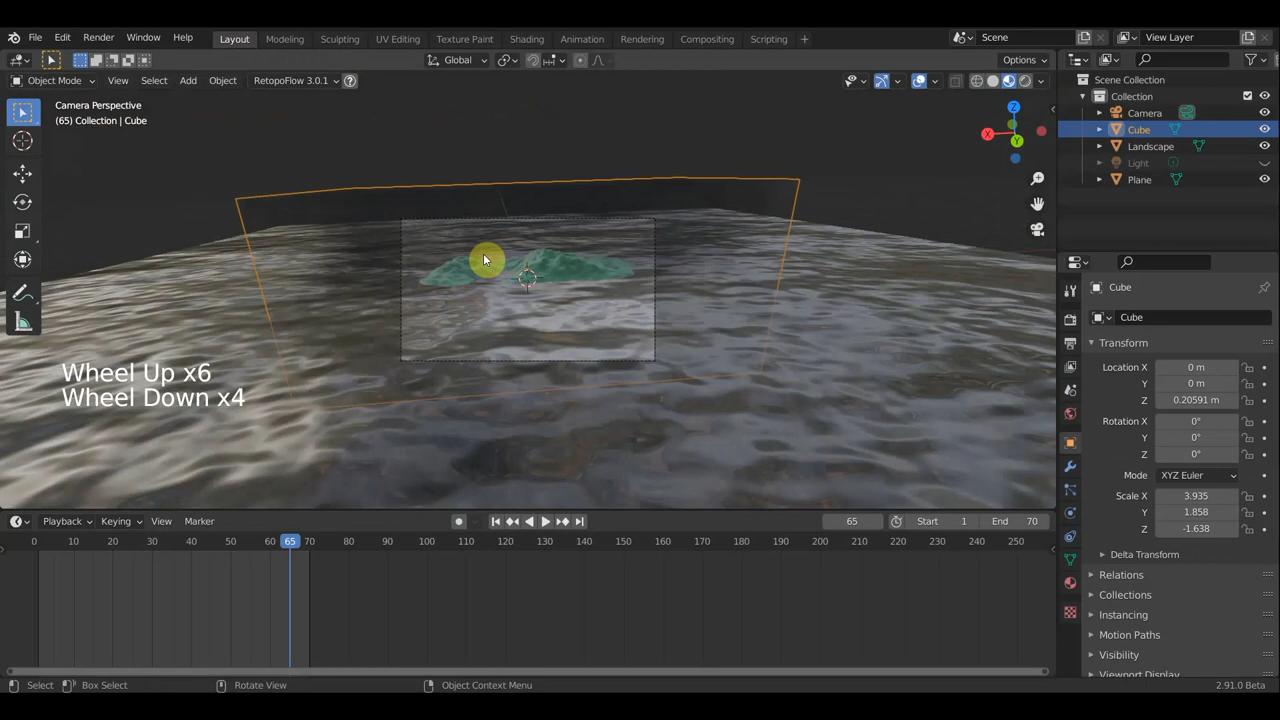 File Edit Render Window Help Layout Modeling Sculpting UV Editing Texture Paint Shading Animation Rendering Compositing Scripting + Scene View Layer
Global Options
Object Mode View Select Add Object RetopoFlow 3.0.1
Camera Perspective
(65) Collection | Cube
X
Y
Z
Wheel Up x6
Wheel Down x4
Scene Collection
Collection
Camera
Cube
Landscape
Light
Plane
Cube
Cube
Transform
Location X 0 m
Y 0 m
Z 0.20591 m
Rotation X 0°
Y 0°
Z 0°
Mode XYZ Euler
Scale X 3.935
Y 1.858
Z -1.638
Delta Transform
Relations
Collections
Instancing
Motion Paths
Visibility
Viewport Display
Playback Keying View Marker 65 Start 1 End 70
0 10 20 30 40 50 60 65 70 80 90 100 110 120 130 140 150 160 170 180 190 200 210 220 230 240 250
Select Box Select Rotate View Object Context Menu 2.91.0 Beta